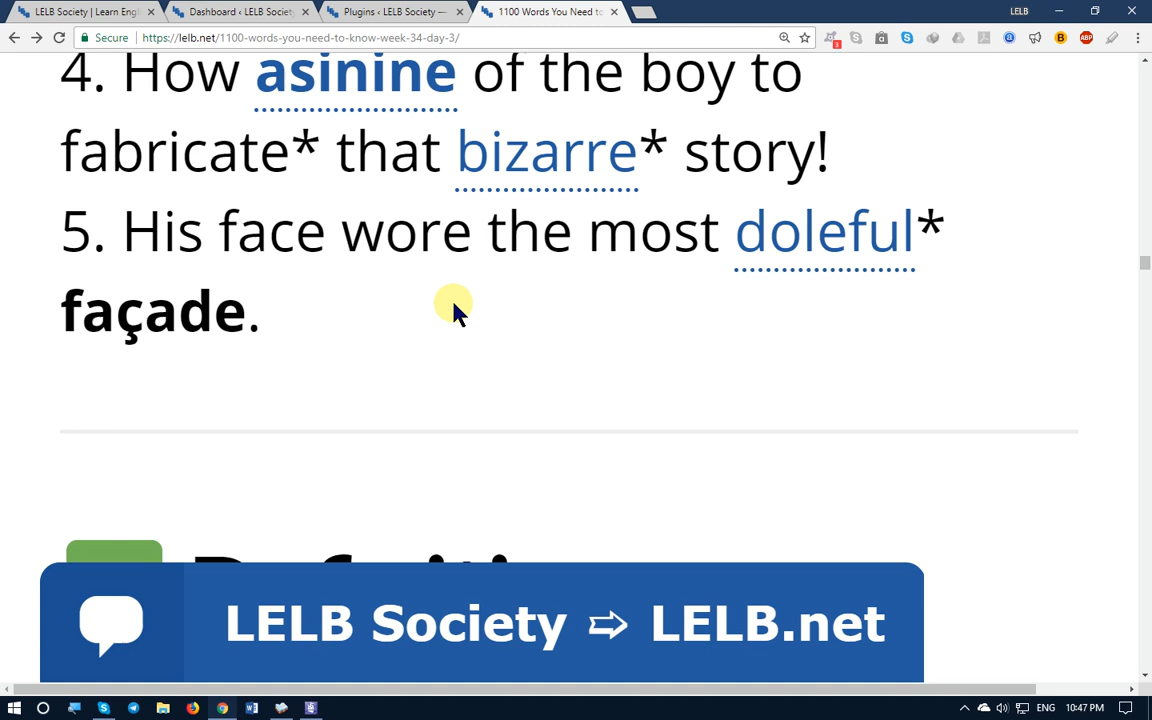 LELB Society | Learn Engl
Dashboard ‹ LELB Society
Plugins ‹ LELB Society —
1100 Words You Need to
LELB
Secure
https://lelb.net/1100-words-you-need-to-know-week-34-day-3/
4. How asinine of the boy to
fabricate* that bizarre* story!
5. His face wore the most doleful*
façade.
LELB Society ⇨ LELB.net
ENG
10:47 PM